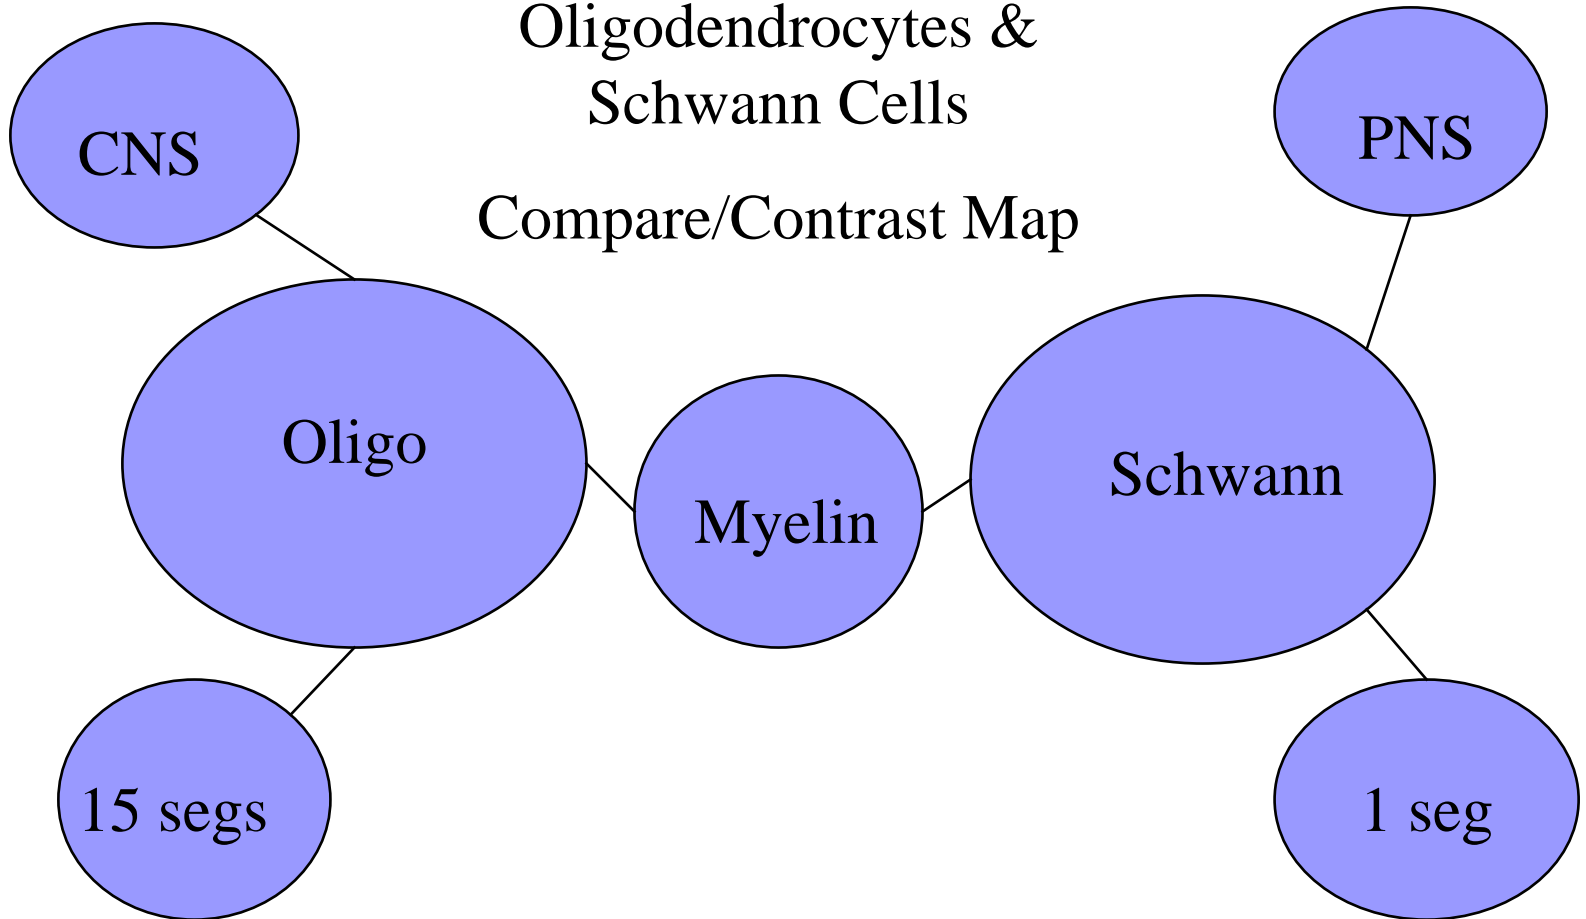 Oligodendrocytes &
Schwann Cells
Compare/Contrast Map
CNS
PNS
Oligo
Myelin
Schwann
15 segs
1 seg